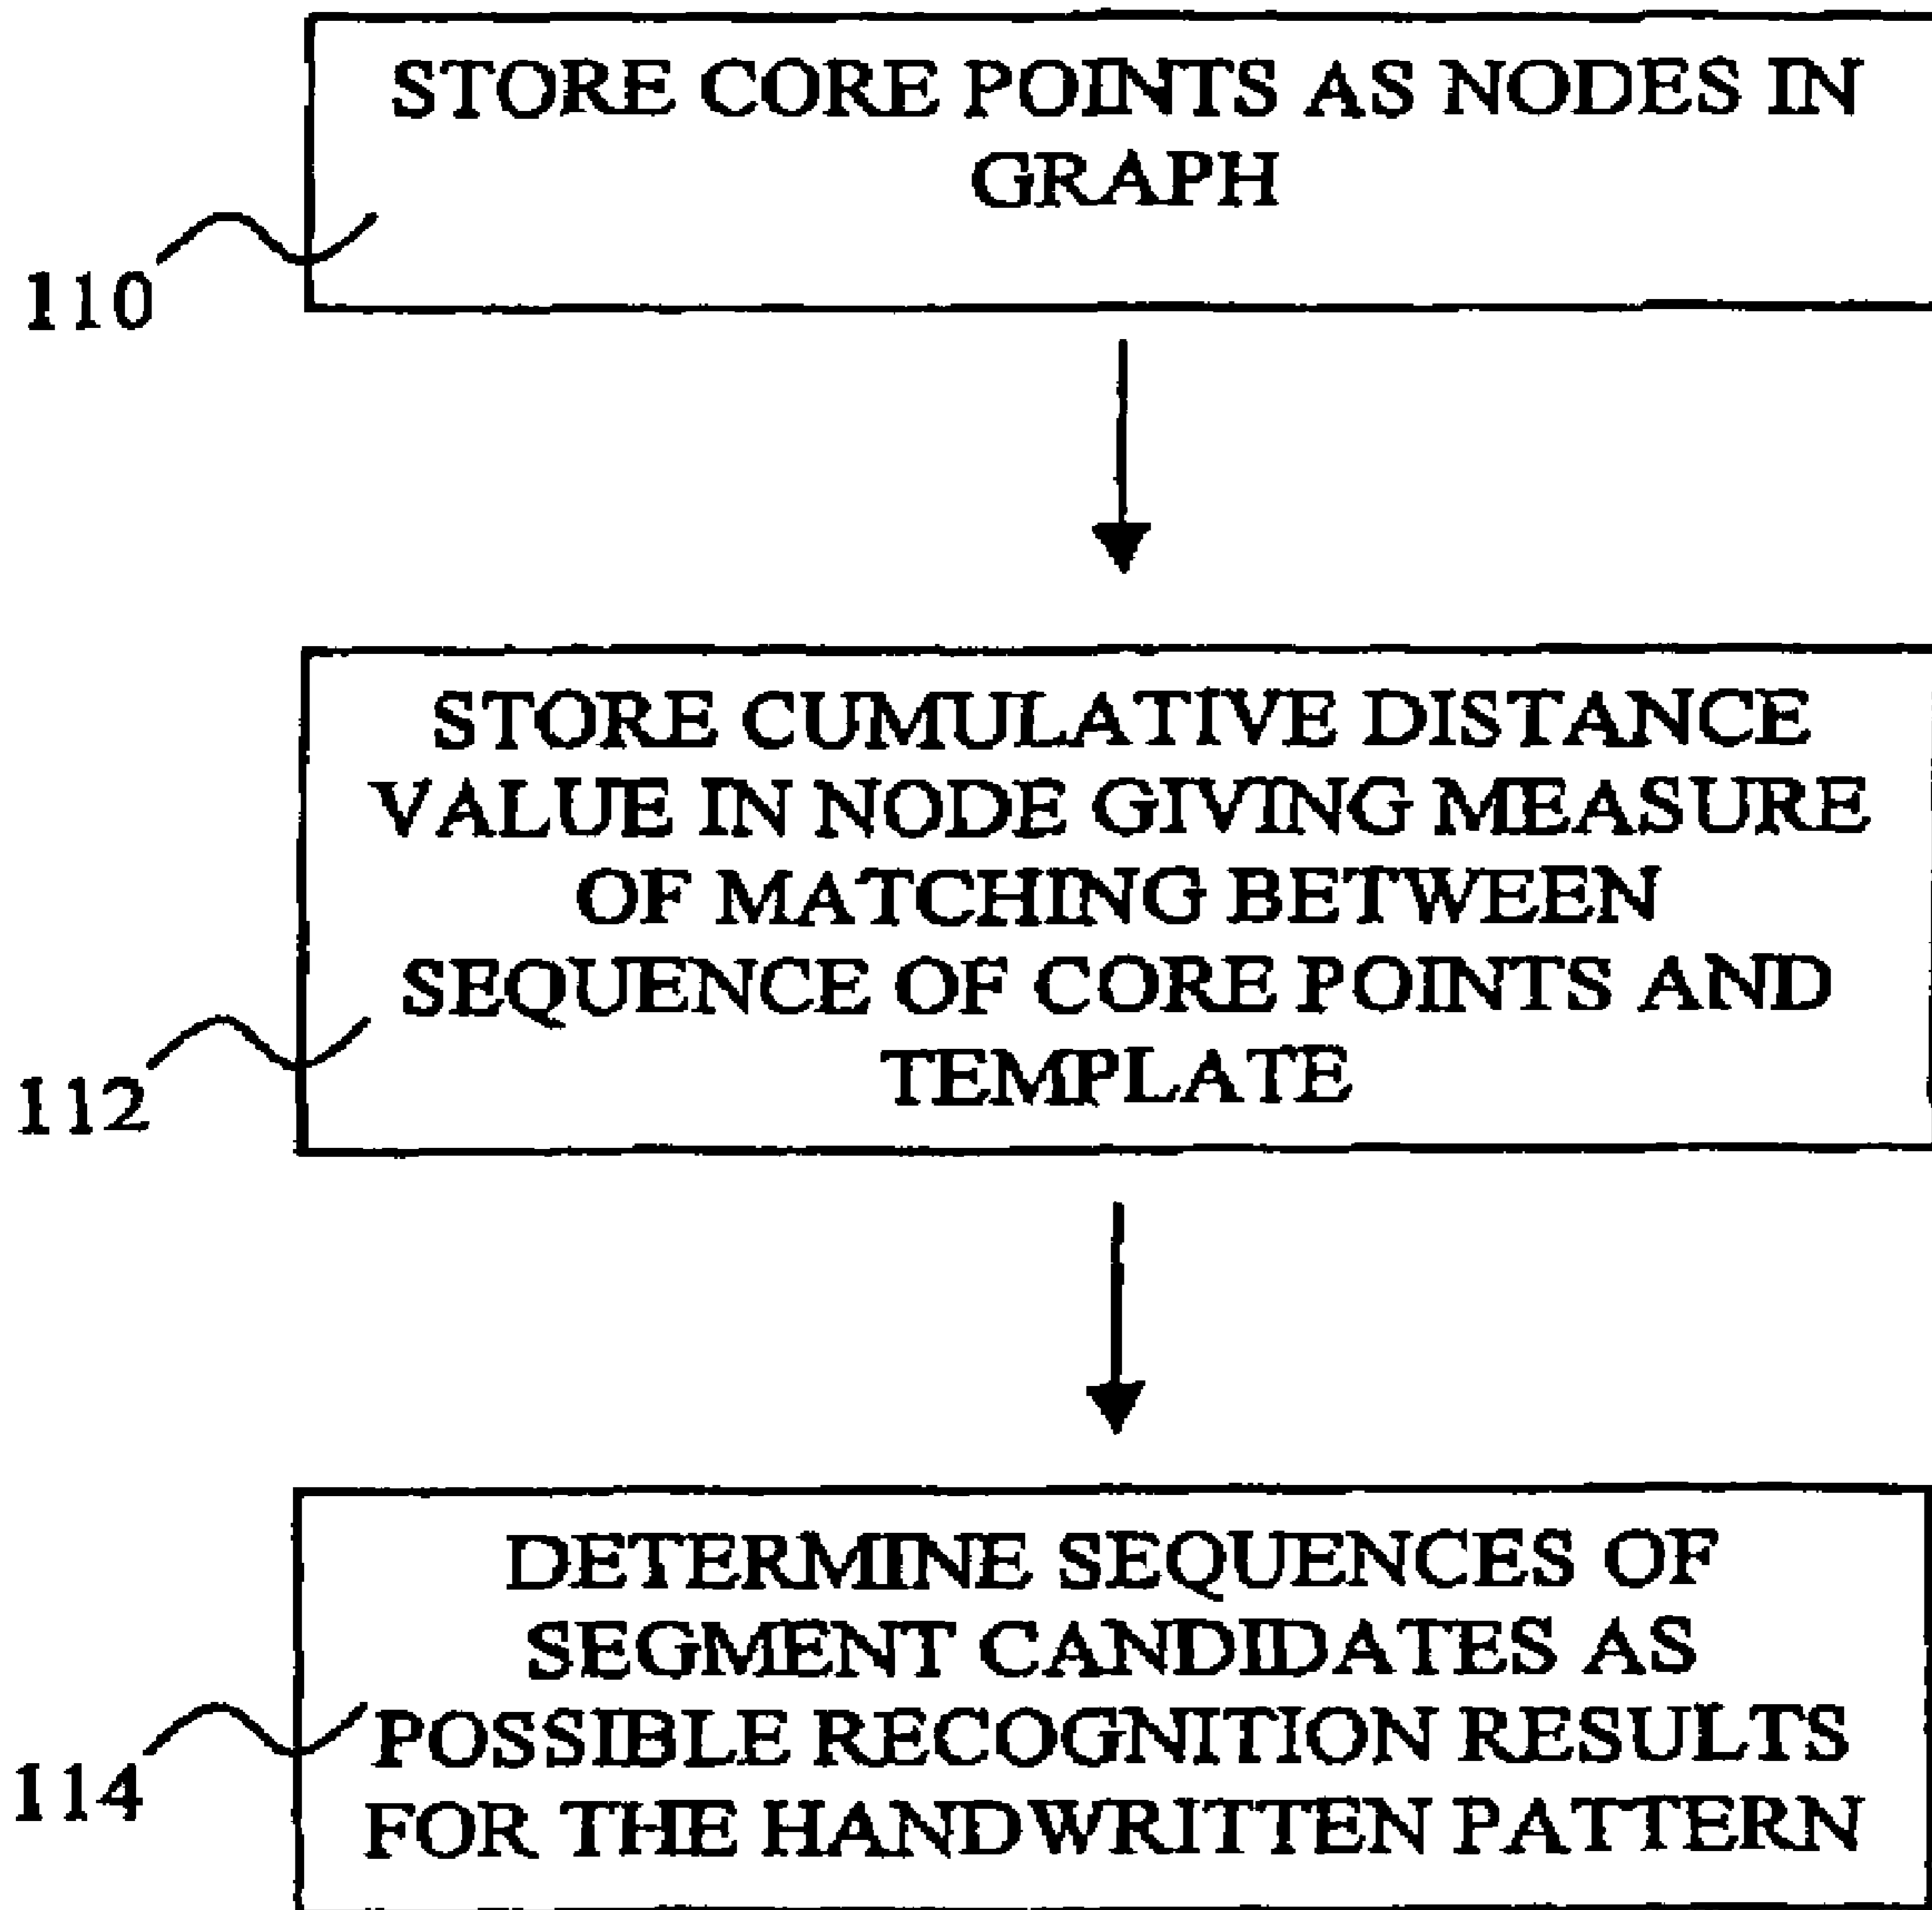 STORE CORE POINTS AS NODES IN
GRAPH
110
STORE CUMULATIVE DISTANCE
VALUE IN NODE GIVING MEASURE
OF MATCHING BETWEEN
SEQUENCE OF CORE POINTS AND
TEMPLATE
112
DETERMINE SEQUENCES OF
SEGMENT CANDIDATES AS
POSSIBLE RECOGNITION RESULTS
FOR THE HANDWRITTEN PATTERN
114